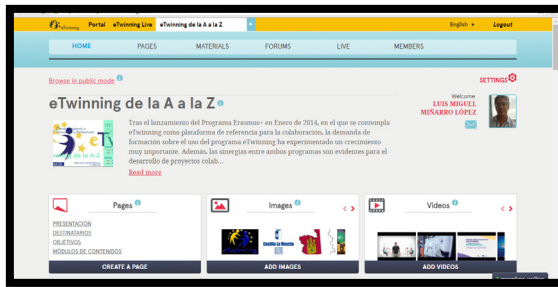 eTwinning Portal eTwinning Live eTwinning de la A a la Z English Logout
HOME PAGES MATERIALS FORUMS LIVE MEMBERS
Browse in public mode
SETTINGS
Welcome
LUIS MIGUEL
MIÑARRO LÓPEZ
eTwinning de la A a la Z
Tras el lanzamiento del Programa Erasmus+ en Enero de 2014, en el que se contempla
eTwinning como plataforma de referencia para la colaboración, la demanda de
formación sobre el uso del programa eTwinning ha experimentado un crecimiento
muy importante. Además, las sinergias entre ambos programas son evidentes para el
desarrollo de proyectos colab...
Read more
Pages
Images
Videos
PRESENTACIÓN
DESTINATARIOS
OBJETIVOS
MÓDULOS DE CONTENIDOS
Castilla-La Mancha
CREATE A PAGE
ADD IMAGES
ADD VIDEOS